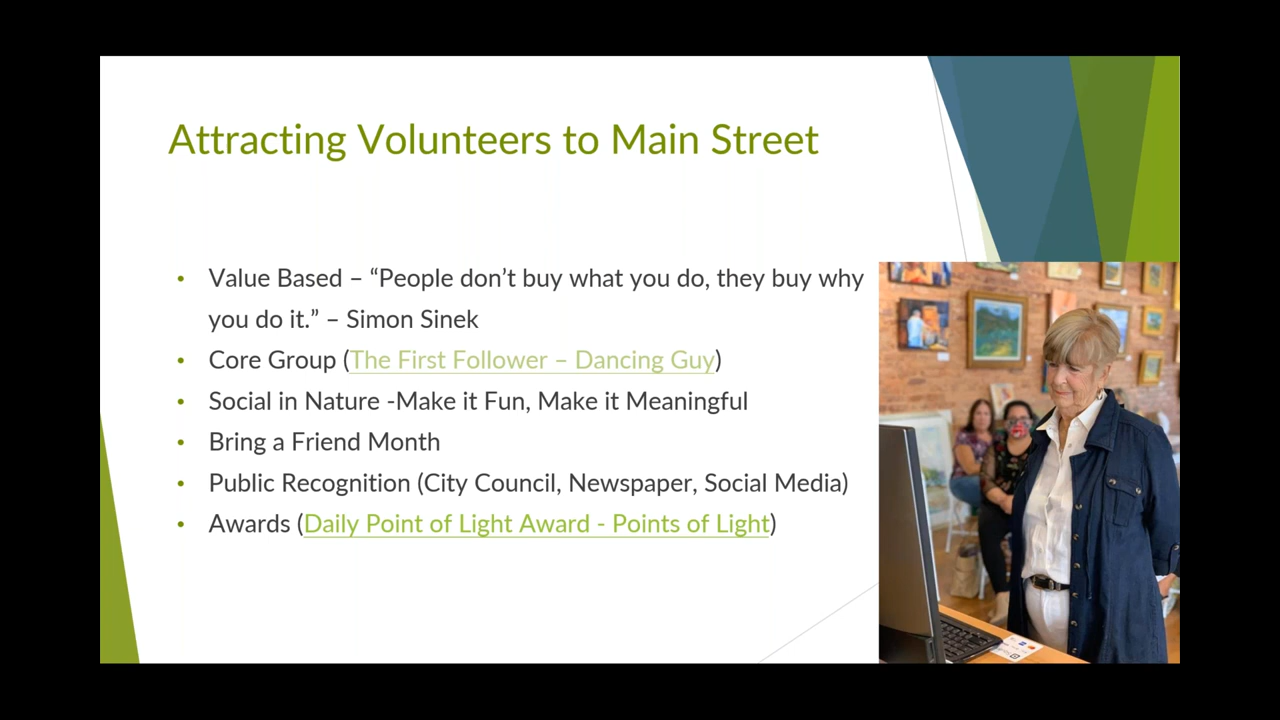 Attracting Volunteers to Main Street
• Value Based – “People don’t buy what you do, they buy why
you do it.” – Simon Sinek
• Core Group (The First Follower – Dancing Guy)
• Social in Nature -Make it Fun, Make it Meaningful
• Bring a Friend Month
• Public Recognition (City Council, Newspaper, Social Media)
• Awards (Daily Point of Light Award - Points of Light)